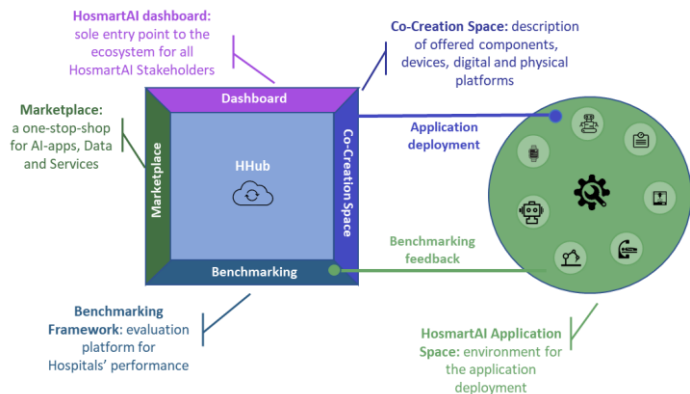 HosmartAI dashboard:
sole entry point to the
ecosystem for all
HosmartAI Stakeholders
Co-Creation Space: description
of offered components,
devices, digital and physical
platforms
Marketplace:
a one-stop-shop
for AI-apps, Data
and Services
Dashboard
Marketplace
HHub
Co-Creation Space
Benchmarking
Application
deployment
Benchmarking
feedback
Benchmarking
Framework: evaluation
platform for
Hospitals' performance
HosmartAI Application
Space: environment for
the application
deployment